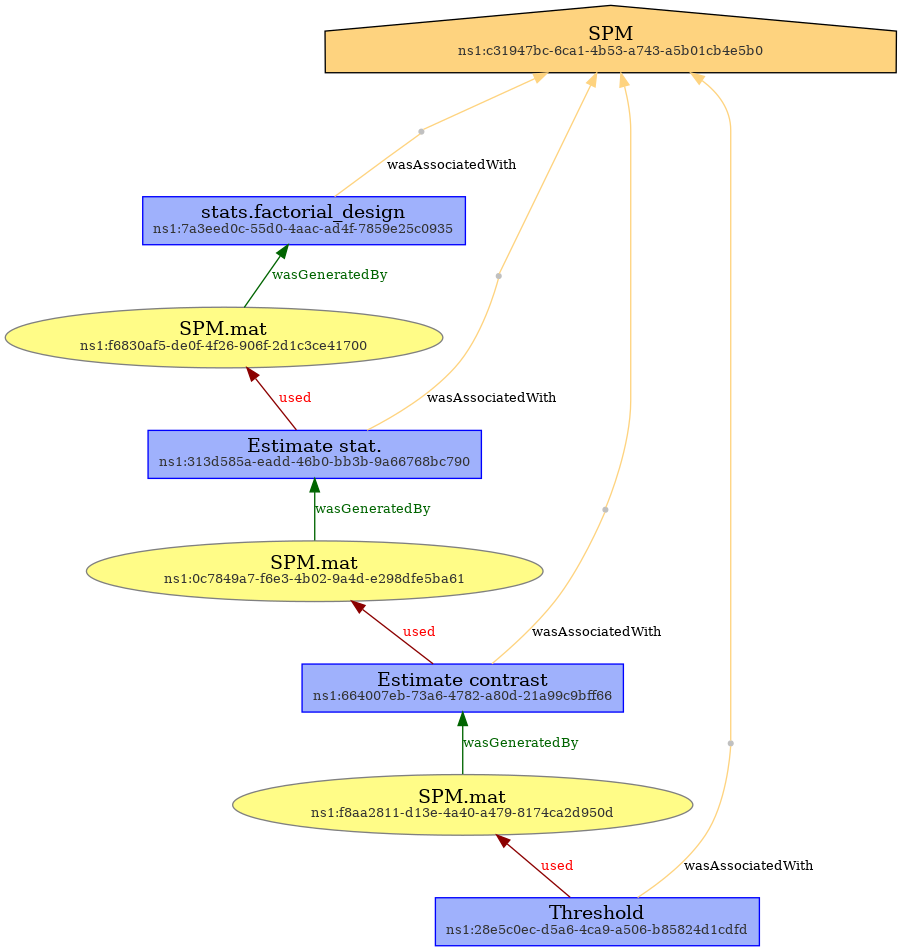 SPM
ns1:c31947bc-6ca1-4b53-a743-a5b01cb4e5b0
wasAssociatedWith
stats.factorial_design
ns1:7a3eed0c-55d0-4aac-ad4f-7859e25c0935
wasGeneratedBy
SPM.mat
ns1:f6830af5-de0f-4f26-906f-2d1c3ce41700
used
wasAssociatedWith
Estimate stat.
ns1:313d585a-eadd-46b0-bb3b-9a66768bc790
wasGeneratedBy
SPM.mat
ns1:0c7849a7-f6e3-4b02-9a4d-e298dfe5ba61
used
wasAssociatedWith
Estimate contrast
ns1:664007eb-73a6-4782-a80d-21a99c9bff66
wasGeneratedBy
SPM.mat
ns1:f8aa2811-d13e-4a40-a479-8174ca2d950d
used
wasAssociatedWith
Threshold
ns1:28e5c0ec-d5a6-4ca9-a506-b85824d1cdfd